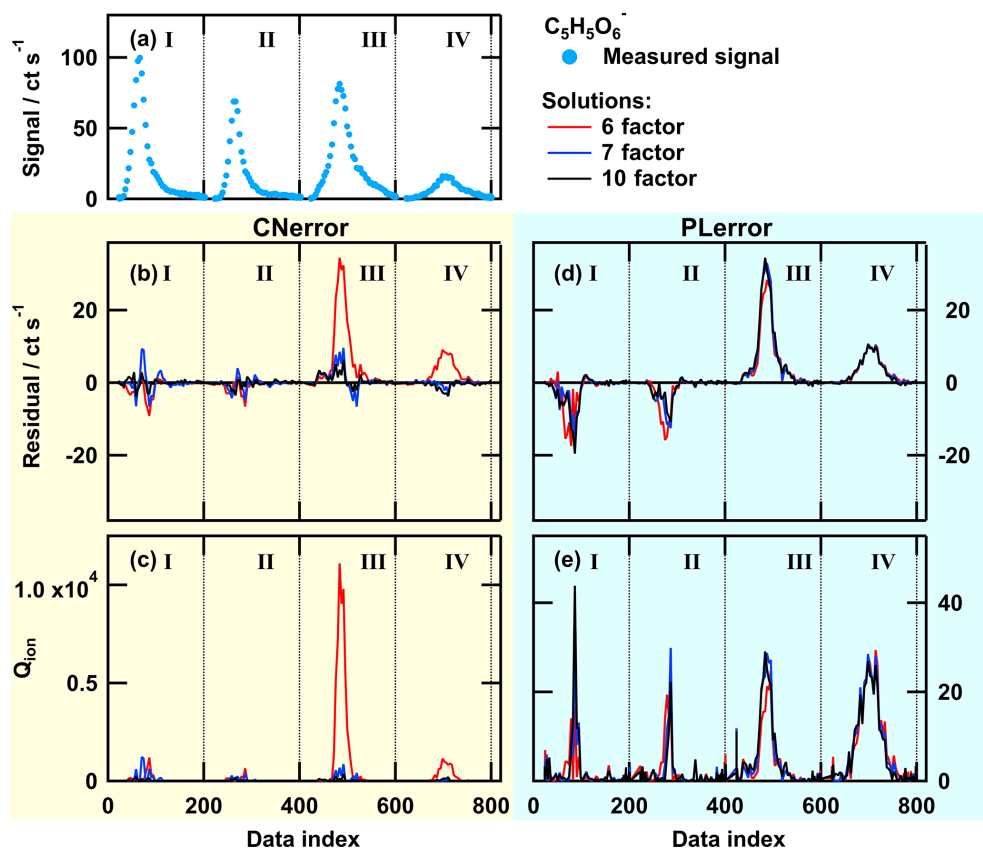 (a) I II III IV
100
50
0
Signal / ct s⁻¹
C₅H₅O₆⁻
Measured signal
Solutions:
6 factor
7 factor
10 factor
CNerror
(b) I II III IV
20
0
-20
Residual / ct s⁻¹
(c) I II III IV
1.0 x10⁴
0.5
0
Qᵢₒₙ
0 200 400 600 800
Data index
PLerror
(d) I II III IV
20
0
-20
(e) I II III IV
40
20
0
0 200 400 600 800
Data index